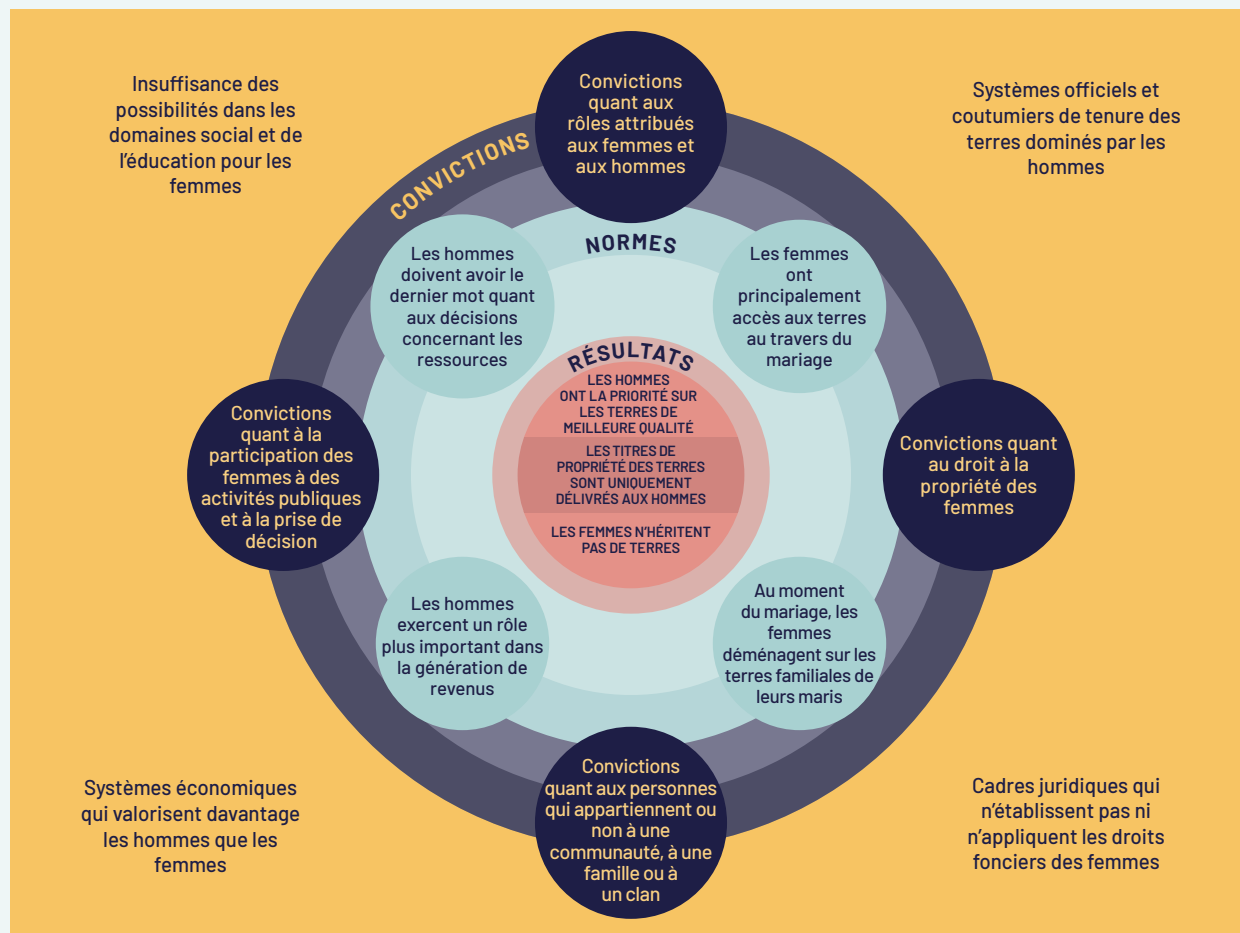 Insuffisance des
possibilités dans les
domaines social et de
l'éducation pour les
femmes
Convictions
quant aux
rôles attribués
aux femmes et
aux hommes
Systèmes officiels et
coutumiers de tenure des
terres dominés par les
hommes
CONVICTIONS
NORMES
Les hommes
doivent avoir le
dernier mot quant
aux décisions
concernant les
ressources
Les femmes
ont
principalement
accès aux terres
au travers du
mariage
RÉSULTATS
LES HOMMES
ONT LA PRIORITÉ SUR
LES TERRES DE
MEILLEURE QUALITÉ
LES TITRES DE
PROPRIÉTÉ DES TERRES
SONT UNIQUEMENT
DÉLIVRÉS AUX HOMMES
LES FEMMES N'HÉRITENT
PAS DE TERRES
Convictions
quant à la
participation des
femmes à des
activités publiques
et à la prise de
décision
Convictions quant
au droit à la
propriété des
femmes
Les hommes
exercent un rôle
plus important dans
la génération de
revenus
Au moment
du mariage, les
femmes
déménagent sur les
terres familiales de
leurs maris
Systèmes économiques
qui valorisent davantage
les hommes que les
femmes
Convictions
quant aux personnes
qui appartiennent ou
non à une
communauté, à une
famille ou à
un clan
Cadres juridiques qui
n'établissent pas ni
n'appliquent les droits
fonciers des femmes